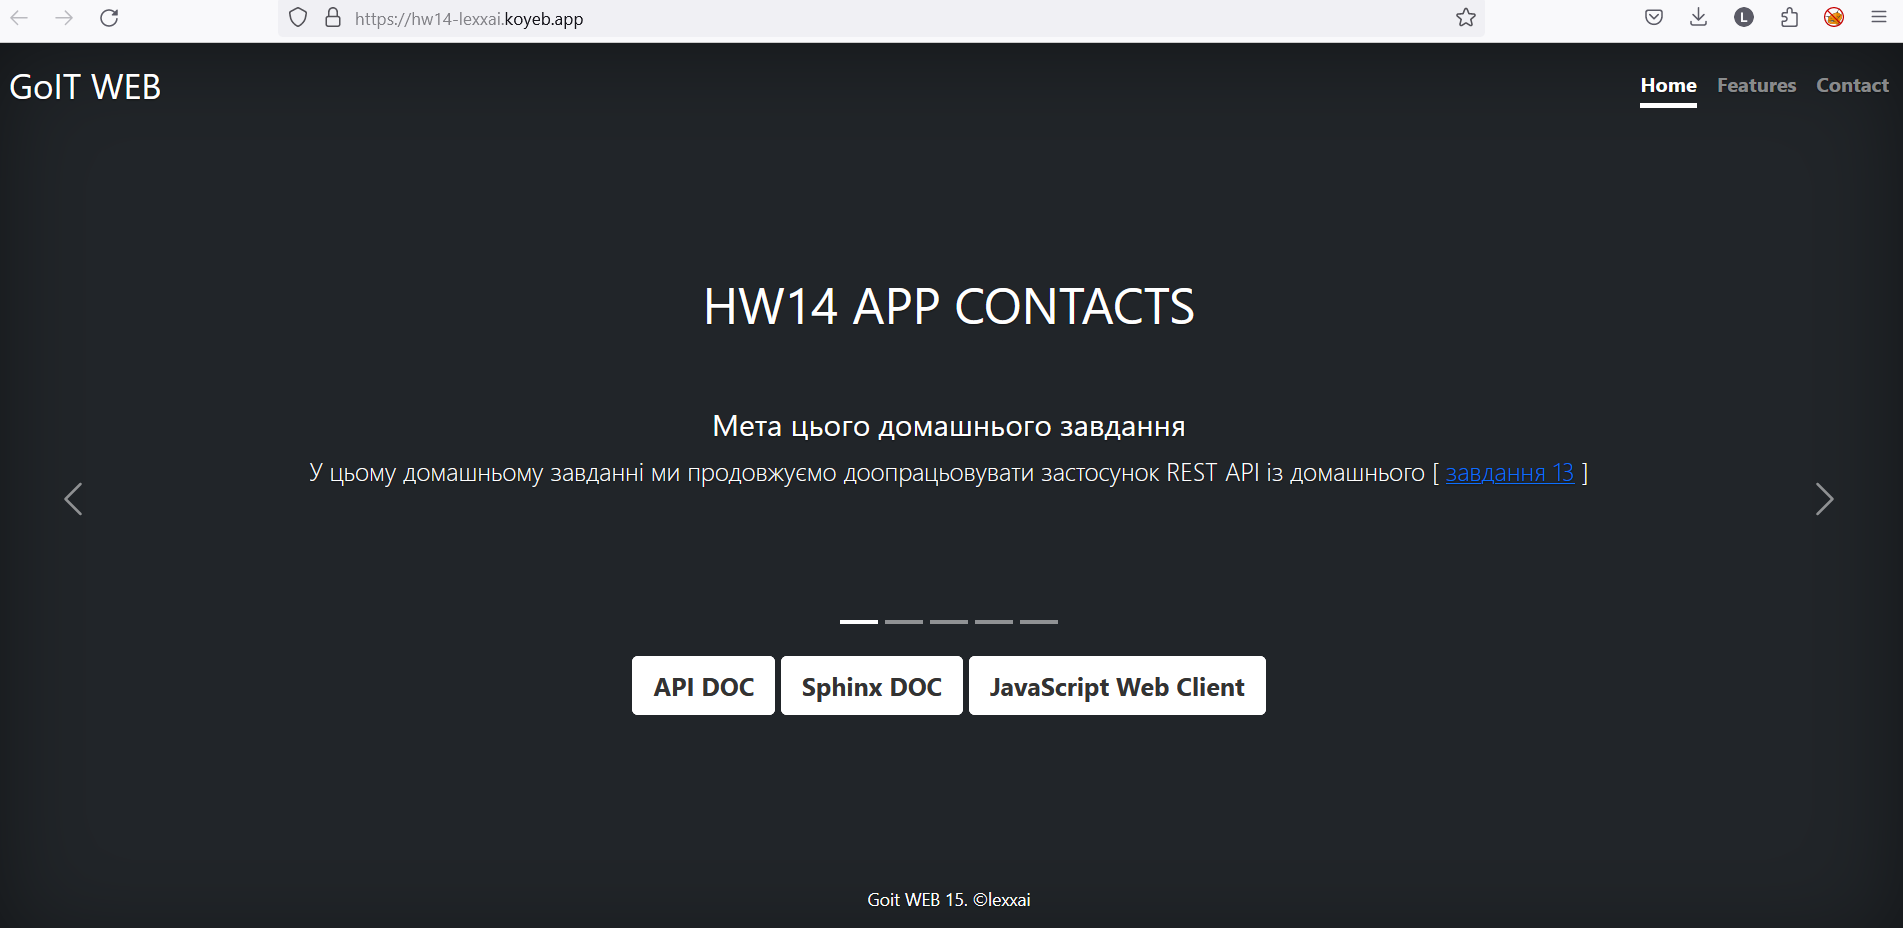 https://hw14-lexxai.koyeb.app
L
GoIT WEB
Home Features Contact
HW14 APP CONTACTS
Мета цього домашнього завдання
У цьому домашньому завданні ми продовжуємо доопрацьовувати застосунок REST API із домашнього [ завдання 13 ]
API DOC Sphinx DOC JavaScript Web Client
Goit WEB 15. ©lexxai